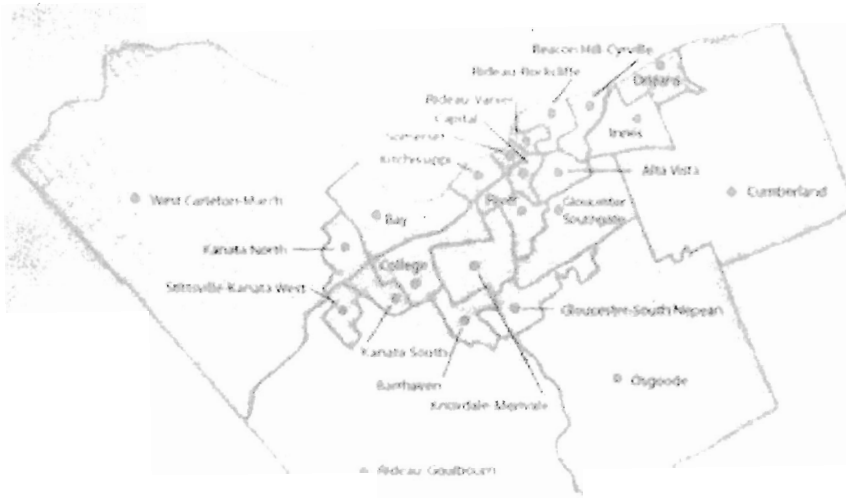 Beacon Hill-Cyrville
Rideau-Rockcliffe
Orléans
Rideau-Vanier
Capital
Innes
Somerset
Kitchissippi
Alta Vista
West Carleton-March
Cumberland
River
Gloucester
Southgate
Bay
Kanata North
College
Stittsville-Kanata West
Gloucester-South Nepean
Kanata South
Barrhaven
Osgoode
Knoxdale-Merivale
Rideau-Goulbourn